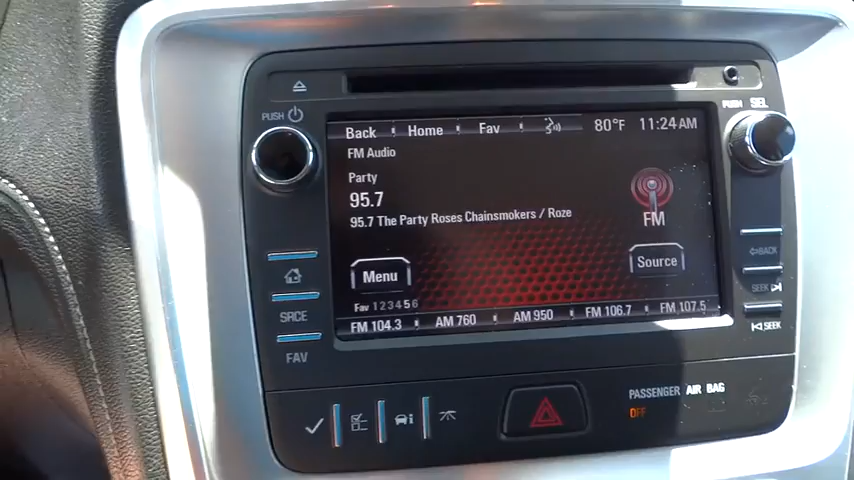 PUSH
PUSH SEL
Back Home Fav 80°F 11:24 AM
FM Audio
Party
95.7
95.7 The Party Roses Chainsmokers / Roze
FM
Menu
Source
Fav 1 2 3 4 5 6
FM 104.3 AM 760 AM 950 FM 106.7 FM 107.5
SRCE
FAV
BACK
SEEK
SEEK
PASSENGER AIR BAG
OFF